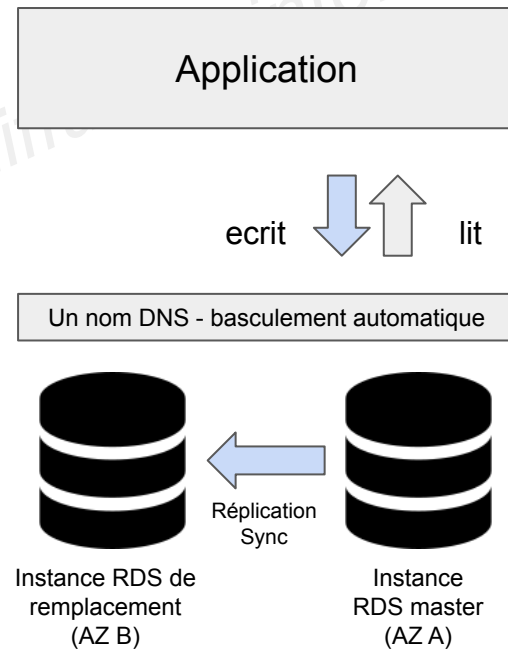 Application
ecrit
lit
Un nom DNS - basculement automatique
Réplication
Sync
Instance RDS de
remplacement
(AZ B)
Instance
RDS master
(AZ A)